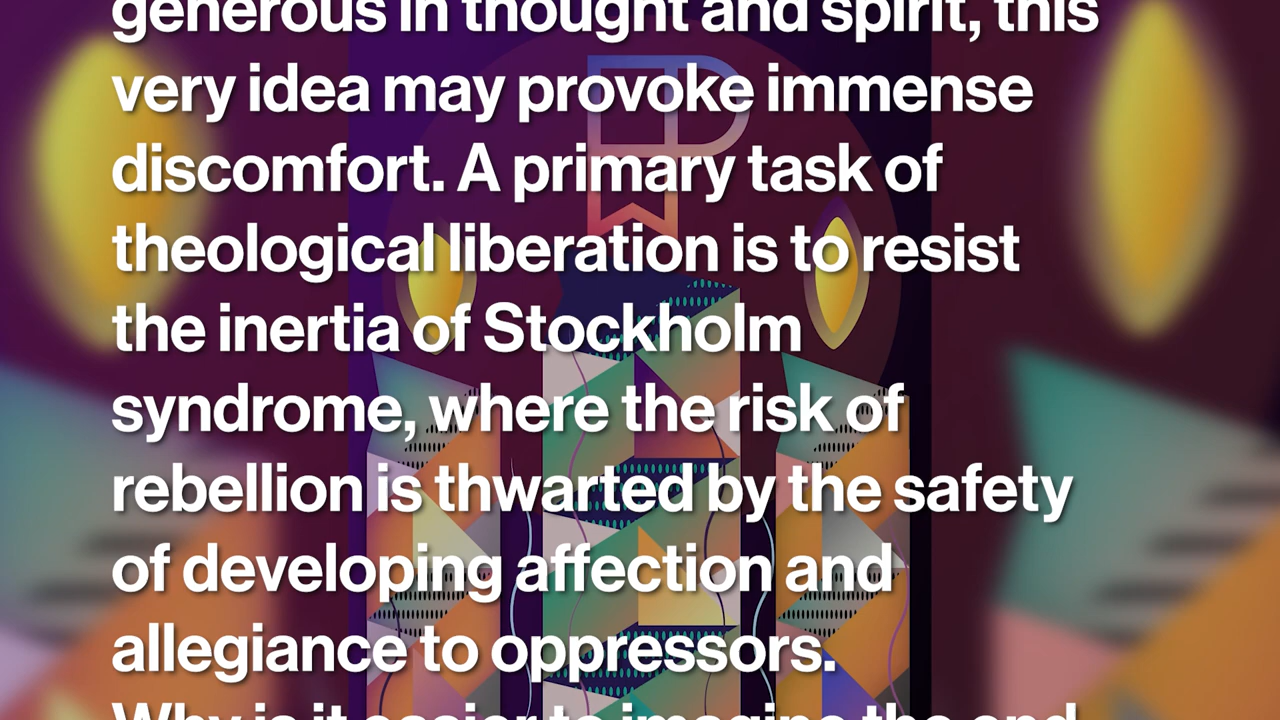 generous in thought and spirit, this
very idea may provoke immense
discomfort. A primary task of
theological liberation is to resist
the inertia of Stockholm
syndrome, where the risk of
rebellion is thwarted by the safety
of developing affection and
allegiance to oppressors.
Why is it easier to imagine the end